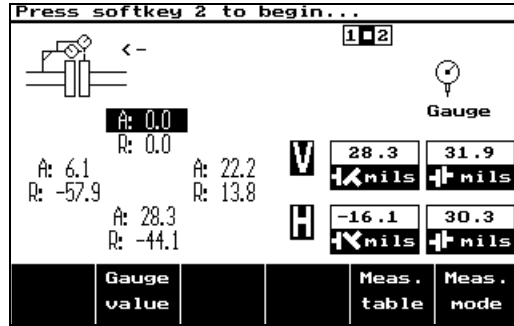 Press softkey 2 to begin...
1 2
<-
Gauge
A: 0.0
R: 0.0
A: 6.1
R: -57.9
A: 22.2
R: 13.8
A: 28.3
R: -44.1
V
28.3
mils
31.9
mils
H
-16.1
mils
30.3
mils
Gauge
value
Meas.
table
Meas.
mode